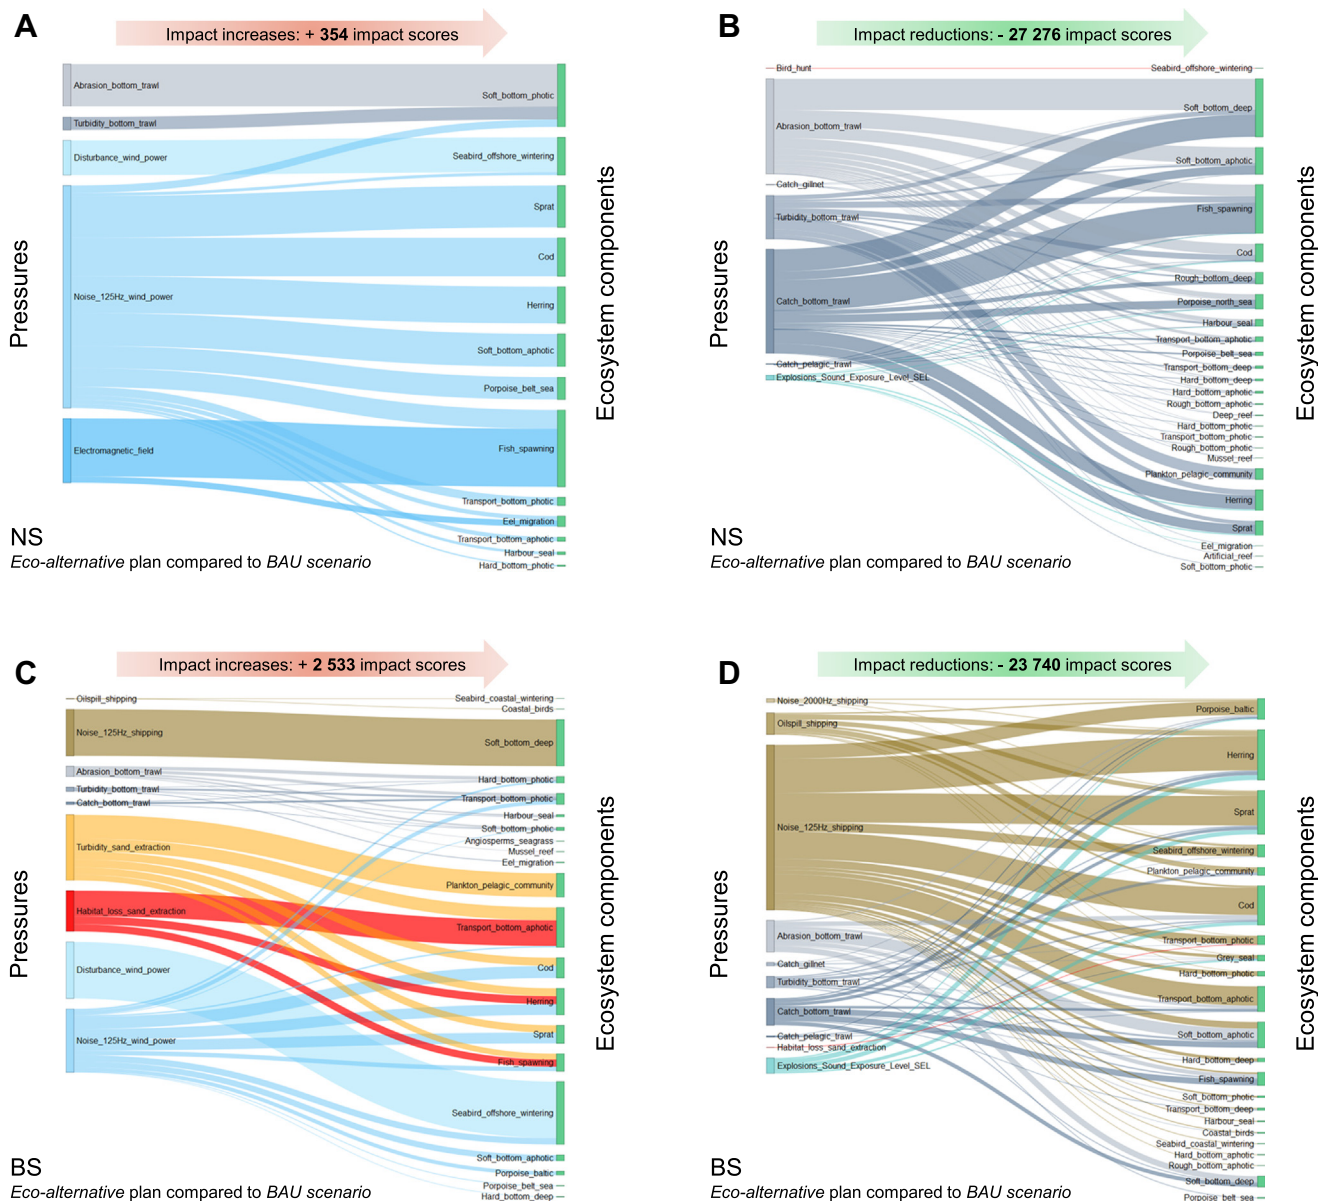 A
Impact increases: + 354 impact scores
Pressures
Abrasion_bottom_trawl
Turbidity_bottom_trawl
Disturbance_wind_power
Noise_125Hz_wind_power
Electromagnetic_field
Soft_bottom_photic
Seabird_offshore_wintering
Sprat
Cod
Herring
Soft_bottom_aphotic
Porpoise_belt_sea
Fish_spawning
Transport_bottom_photic
Eel_migration
Transport_bottom_aphotic
Harbour_seal
Hard_bottom_photic
Ecosystem components
NS
Eco-alternative plan compared to BAU scenario
B
Impact reductions: - 27 276 impact scores
Pressures
Bird_hunt
Abrasion_bottom_trawl
Catch_gillnet
Turbidity_bottom_trawl
Catch_bottom_trawl
Catch_pelagic_trawl
Explosions_Sound_Exposure_Level_SEL
Seabird_offshore_wintering
Soft_bottom_deep
Soft_bottom_aphotic
Fish_spawning
Cod
Rough_bottom_deep
Porpoise_north_sea
Harbour_seal
Transport_bottom_aphotic
Porpoise_belt_sea
Transport_bottom_deep
Hard_bottom_deep
Hard_bottom_aphotic
Rough_bottom_aphotic
Deep_reef
Hard_bottom_photic
Transport_bottom_photic
Rough_bottom_photic
Mussel_reef
Plankton_pelagic_community
Herring
Sprat
Eel_migration
Artificial_reef
Soft_bottom_photic
Ecosystem components
NS
Eco-alternative plan compared to BAU scenario
C
Impact increases: + 2 533 impact scores
Pressures
Oilspill_shipping
Noise_125Hz_shipping
Abrasion_bottom_trawl
Turbidity_bottom_trawl
Catch_bottom_trawl
Turbidity_sand_extraction
Habitat_loss_sand_extraction
Disturbance_wind_power
Noise_125Hz_wind_power
Seabird_coastal_wintering
Coastal_birds
Soft_bottom_deep
Hard_bottom_photic
Transport_bottom_photic
Harbour_seal
Soft_bottom_photic
Angiosperms_seagrass
Mussel_reef
Eel_migration
Plankton_pelagic_community
Transport_bottom_aphotic
Cod
Herring
Sprat
Fish_spawning
Seabird_offshore_wintering
Soft_bottom_aphotic
Porpoise_baltic
Porpoise_belt_sea
Hard_bottom_deep
Ecosystem components
BS
Eco-alternative plan compared to BAU scenario
D
Impact reductions: - 23 740 impact scores
Pressures
Noise_2000Hz_shipping
Oilspill_shipping
Noise_125Hz_shipping
Abrasion_bottom_trawl
Catch_gillnet
Turbidity_bottom_trawl
Catch_bottom_trawl
Catch_pelagic_trawl
Habitat_loss_sand_extraction
Explosions_Sound_Exposure_Level_SEL
Porpoise_baltic
Herring
Sprat
Seabird_offshore_wintering
Plankton_pelagic_community
Cod
Transport_bottom_photic
Grey_seal
Hard_bottom_photic
Transport_bottom_aphotic
Soft_bottom_aphotic
Hard_bottom_deep
Fish_spawning
Soft_bottom_photic
Transport_bottom_deep
Harbour_seal
Coastal_birds
Seabird_coastal_wintering
Hard_bottom_aphotic
Rough_bottom_aphotic
Soft_bottom_deep
Porpoise_belt_sea
Ecosystem components
BS
Eco-alternative plan compared to BAU scenario